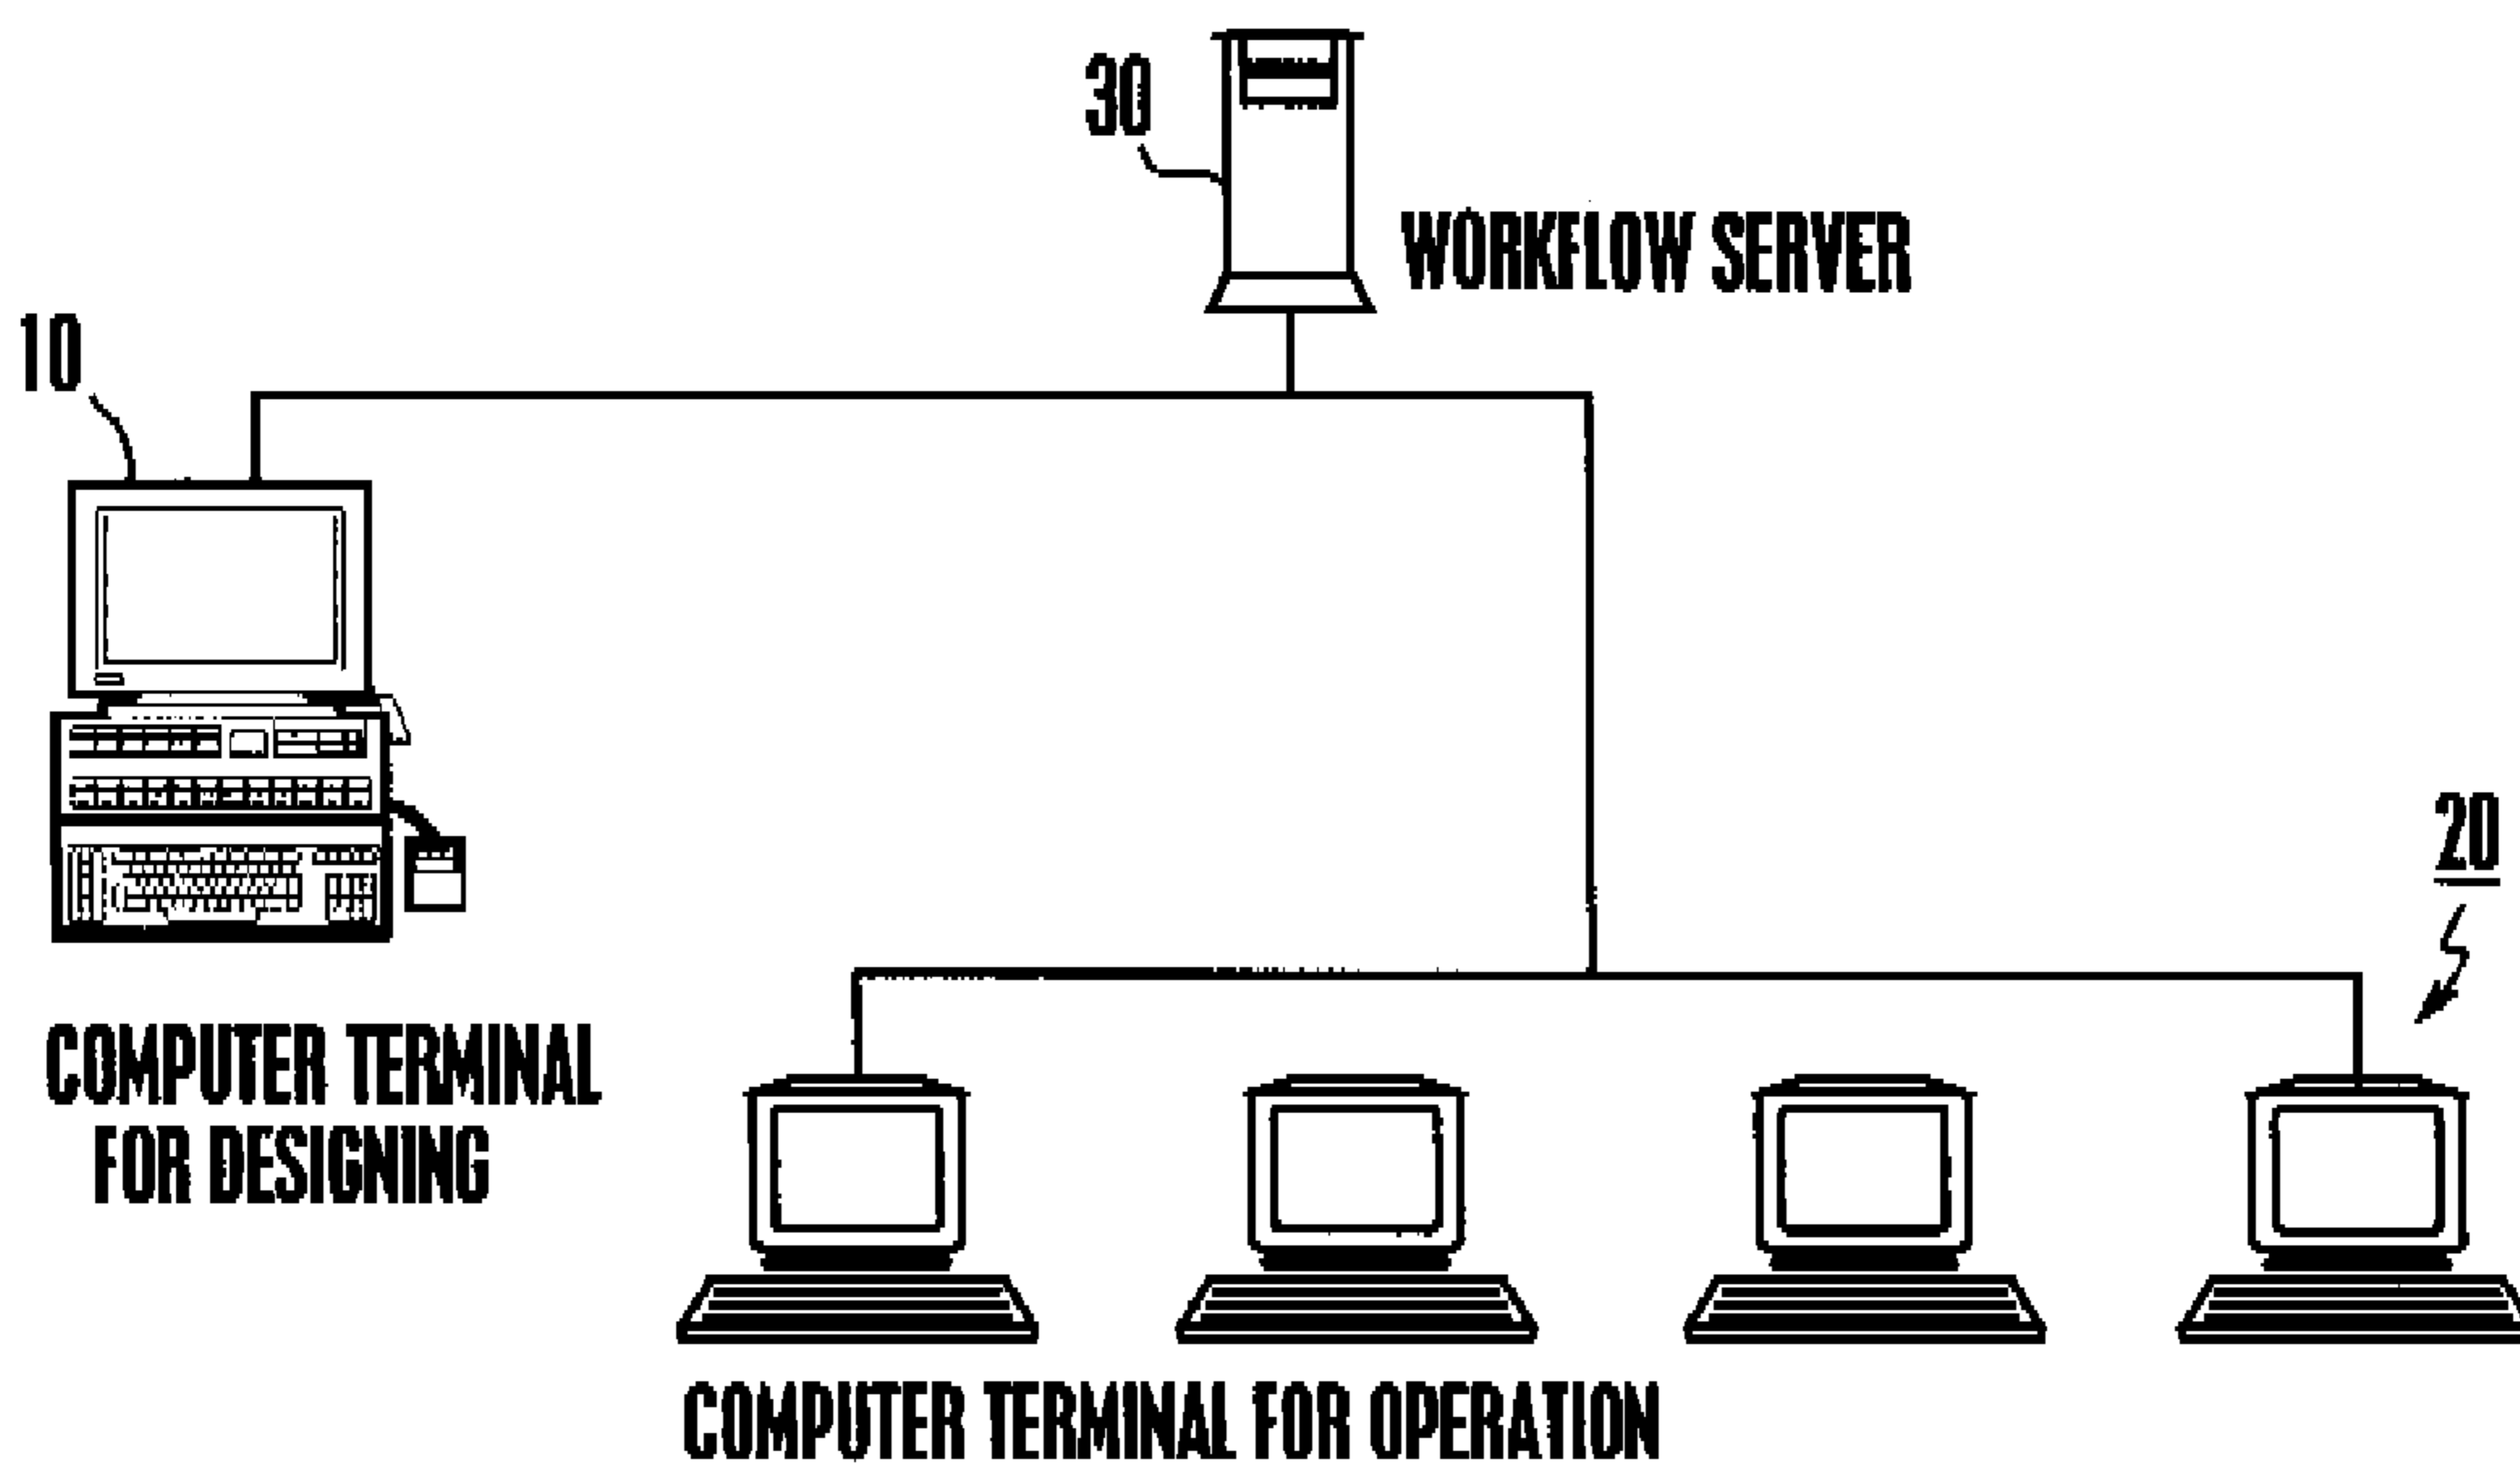 30
WORKFLOW SERVER
10
20
COMPUTER TERMINAL
FOR DESIGNING
COMPUTER TERMINAL FOR OPERATION